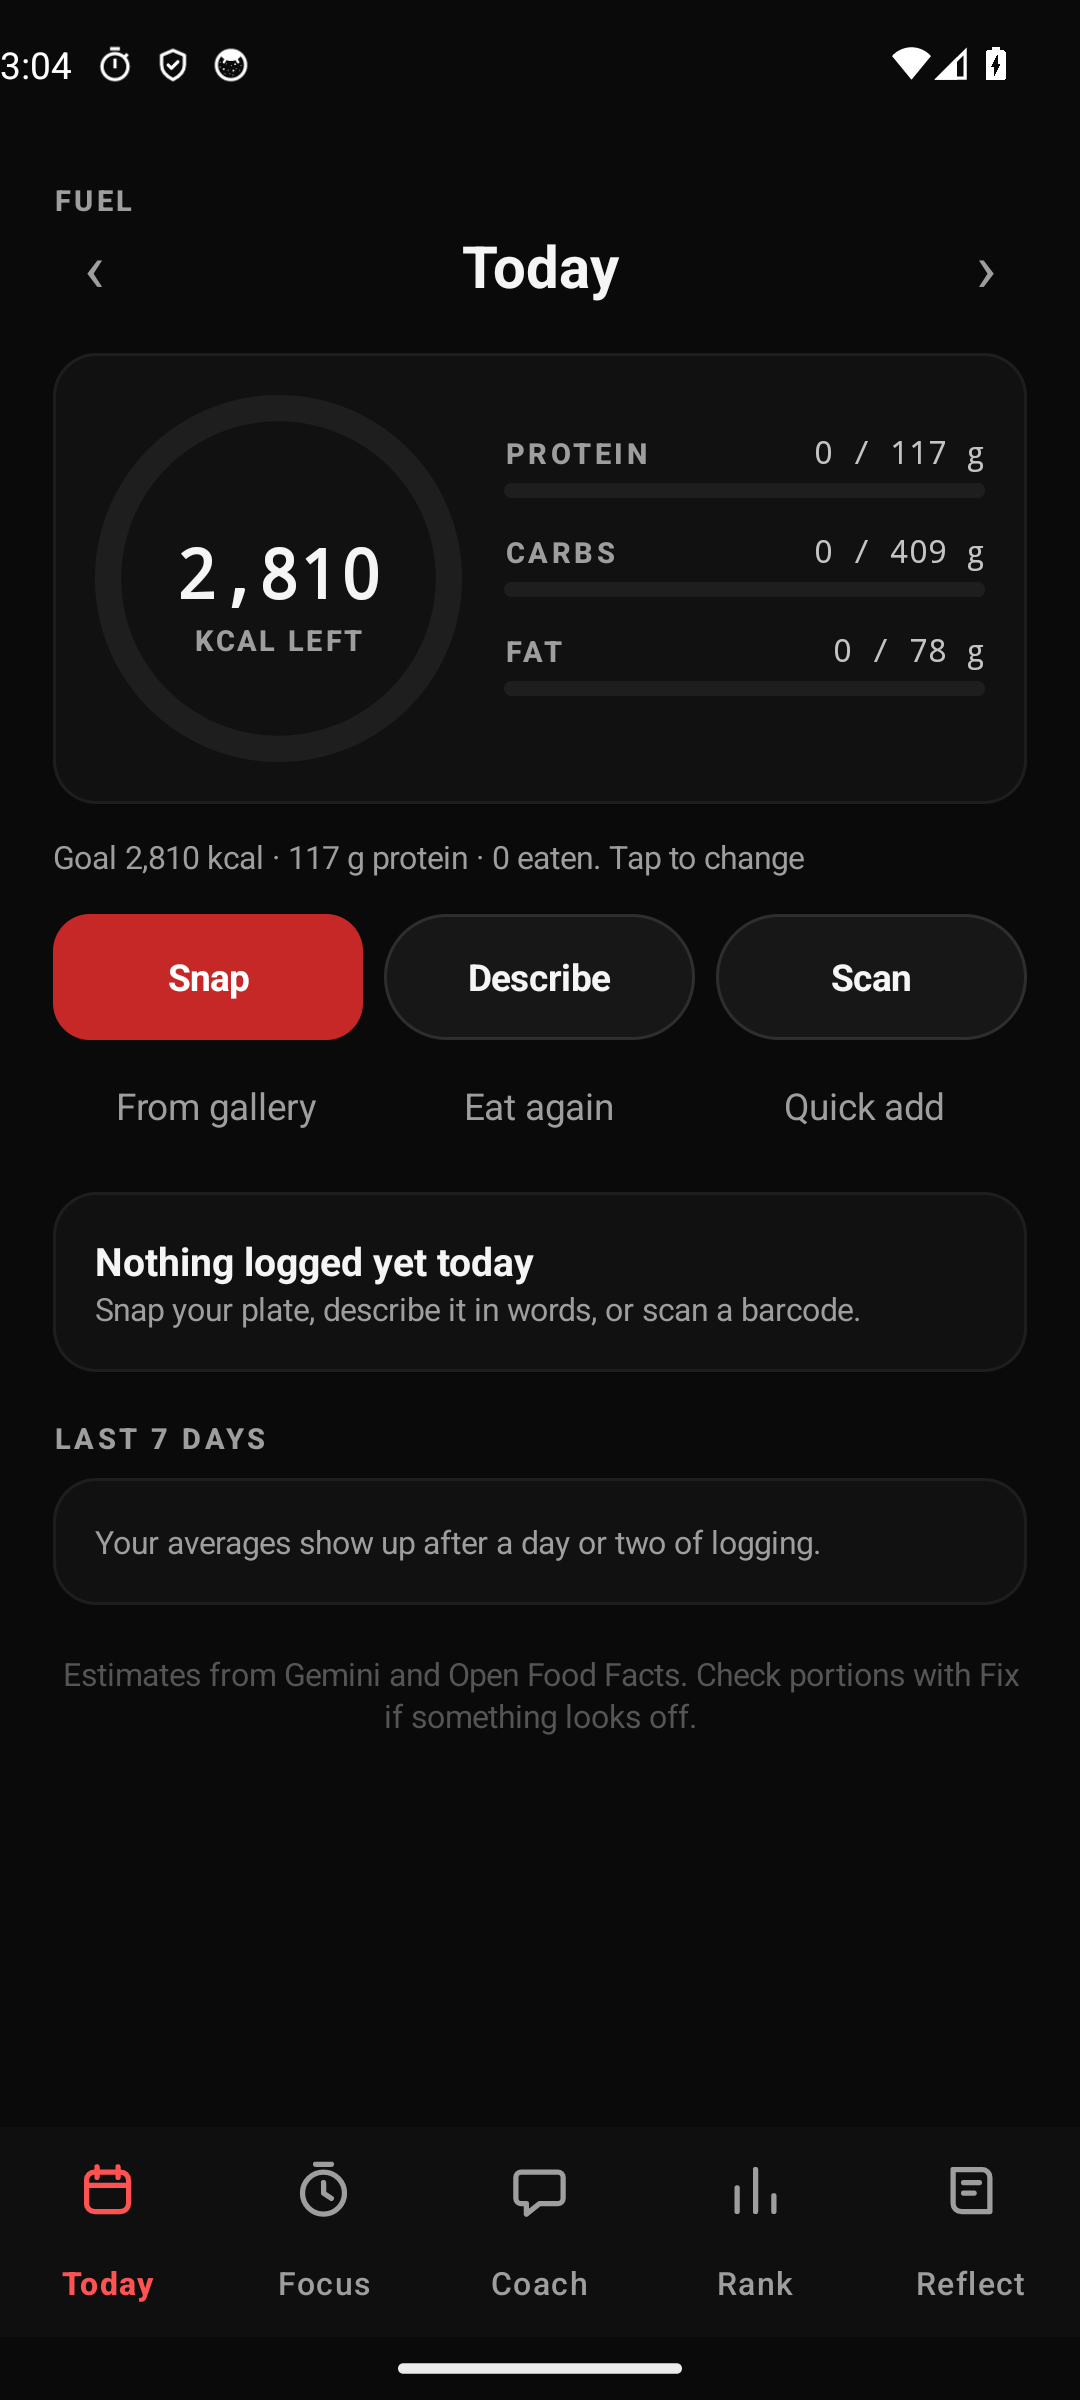 3:04
FUEL
‹ Today ›
PROTEIN 0 / 117 g
CARBS 0 / 409 g
FAT 0 / 78 g
2,810
KCAL LEFT
Goal 2,810 kcal · 117 g protein · 0 eaten. Tap to change
Snap Describe Scan
From gallery Eat again Quick add
Nothing logged yet today
Snap your plate, describe it in words, or scan a barcode.
LAST 7 DAYS
Your averages show up after a day or two of logging.
Estimates from Gemini and Open Food Facts. Check portions with Fix
if something looks off.
Today Focus Coach Rank Reflect